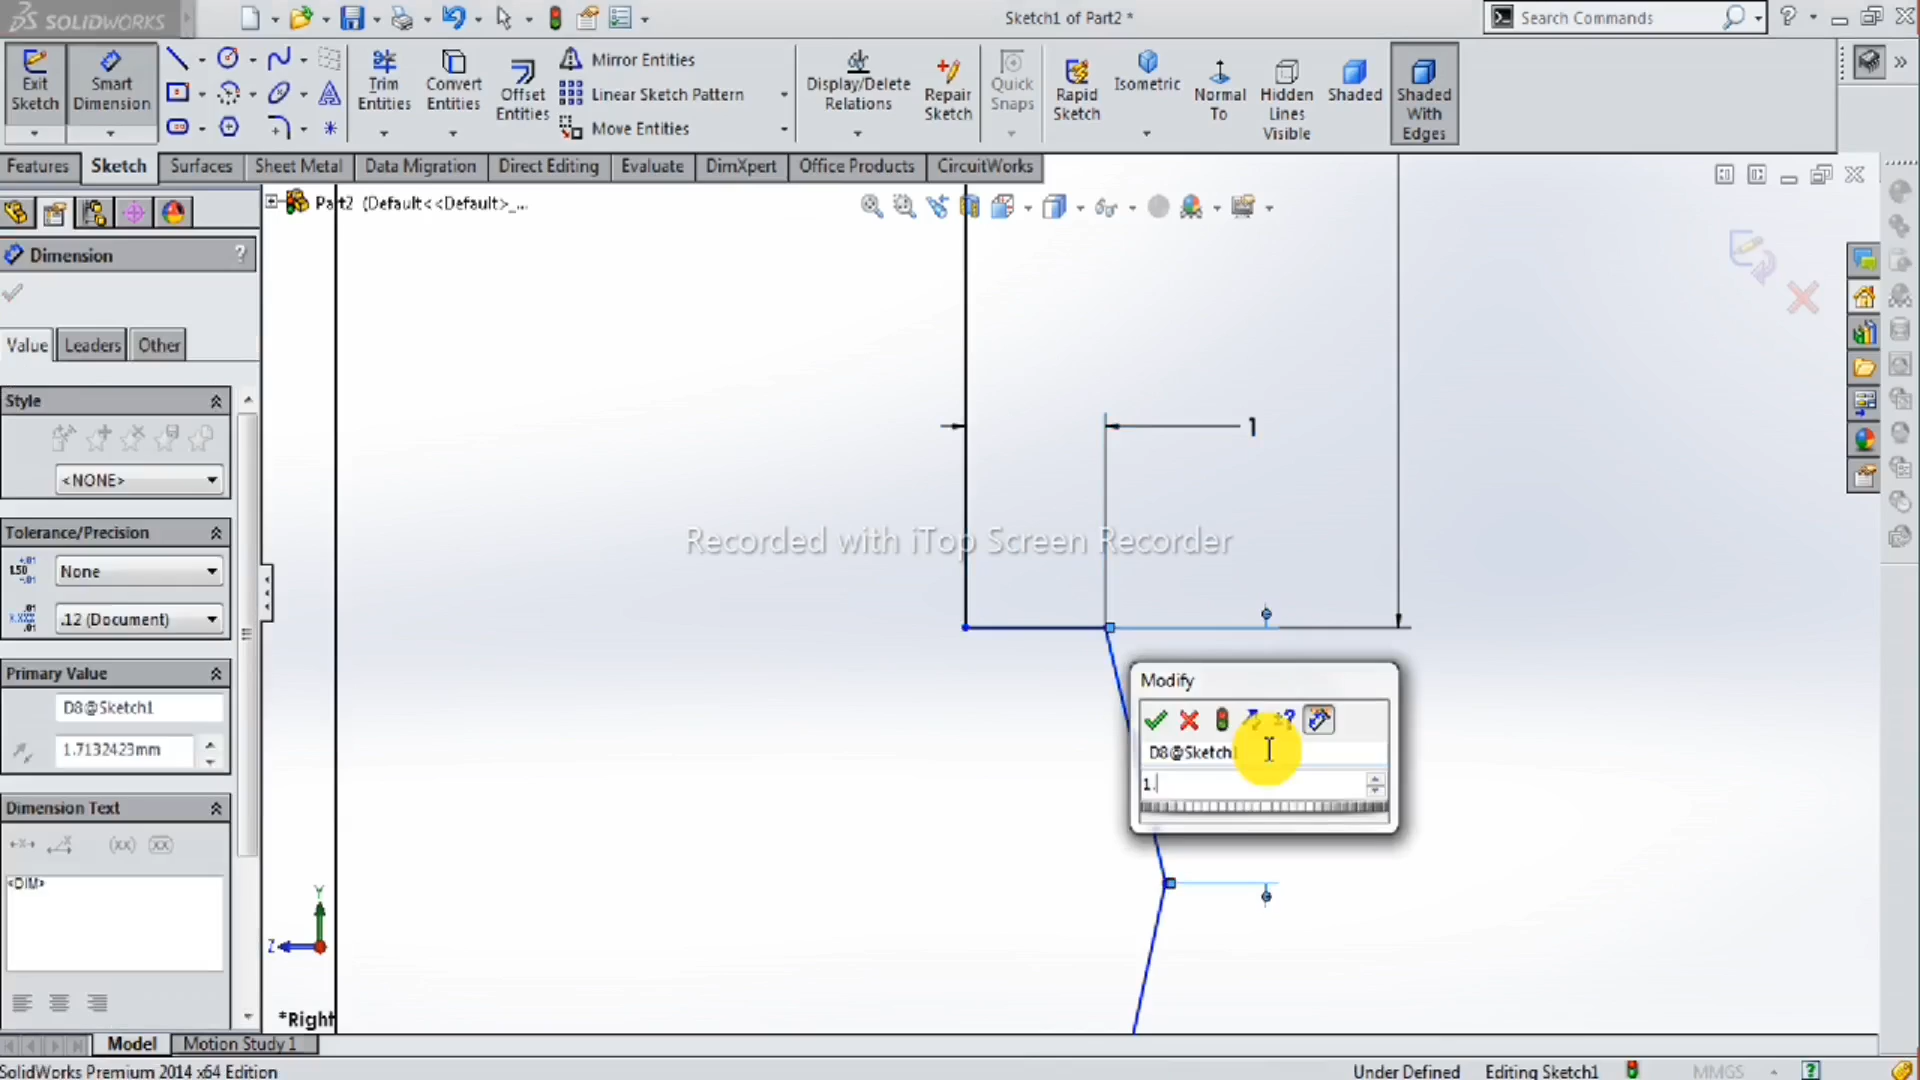 SOLIDWORKS
Sketch1 of Part2 *
Search Commands
Exit Sketch
Smart Dimension
Trim Entities
Convert Entities
Offset Entities
Mirror Entities
Linear Sketch Pattern
Move Entities
Display/Delete Relations
Repair Sketch
Quick Snaps
Rapid Sketch
Isometric
Normal To
Hidden Lines Visible
Shaded
Shaded With Edges
Features
Sketch
Surfaces
Sheet Metal
Data Migration
Direct Editing
Evaluate
DimXpert
Office Products
CircuitWorks
Part2 (Default<<Default>_...
Dimension
?
Value
Leaders
Other
Style
<NONE>
Tolerance/Precision
None
.12 (Document)
Primary Value
D8@Sketch1
1.7132423mm
Dimension Text
<DIM>
1
Recorded with iTop Screen Recorder
Modify
D8@Sketch1
1.
Y
Z
*Right
Model
Motion Study 1
SolidWorks Premium 2014 x64 Edition
Under Defined
Editing Sketch1
MMGS